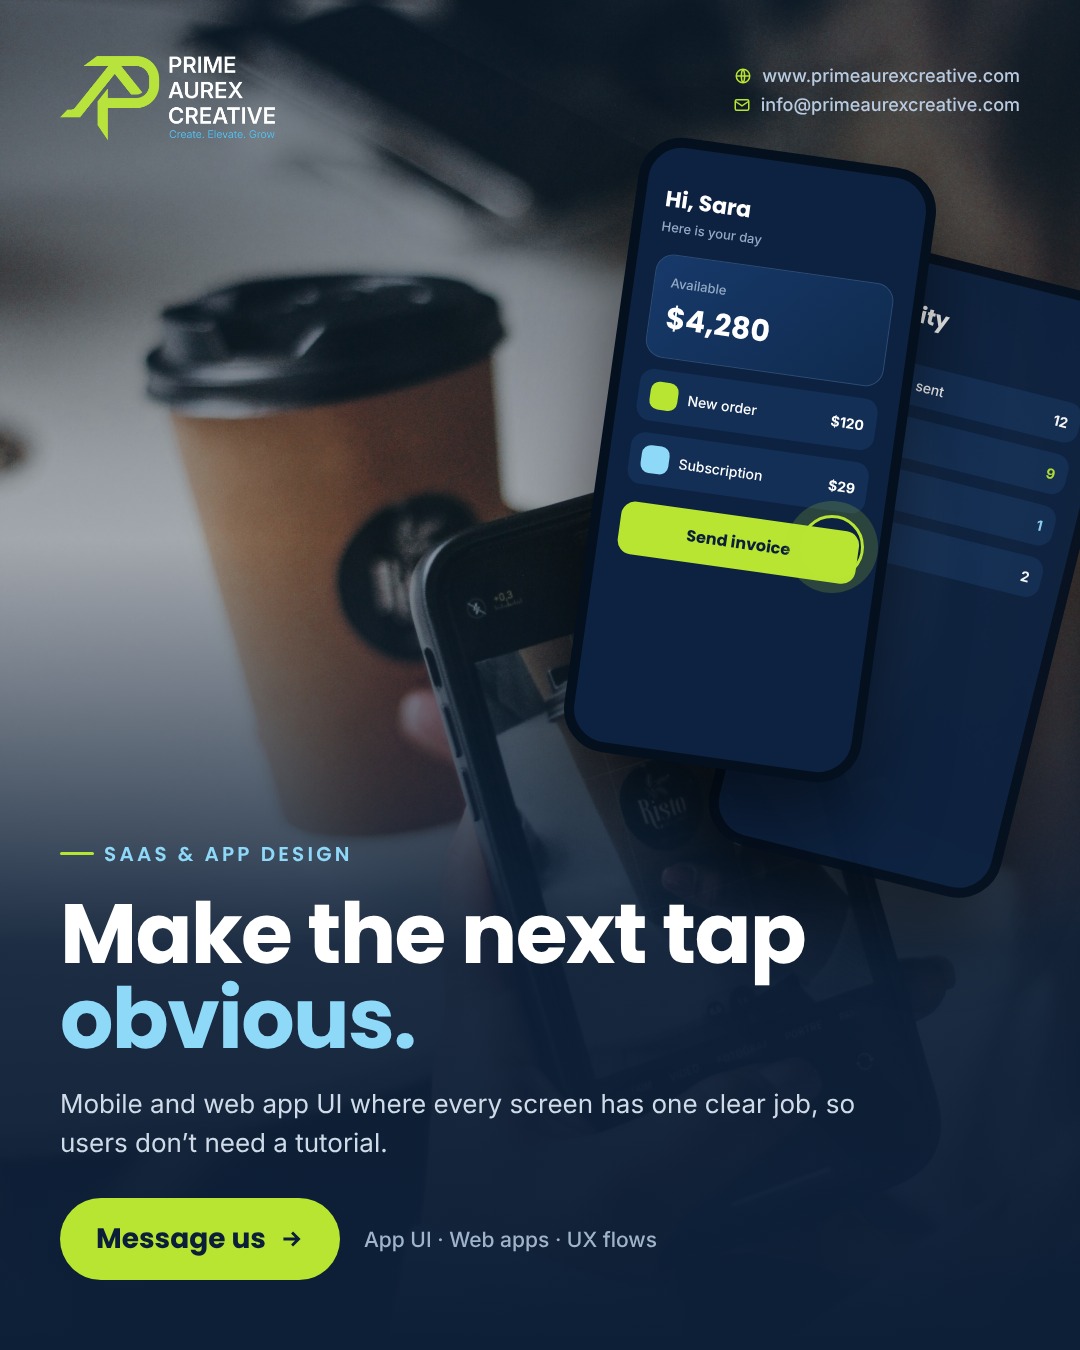 PRIME
AUREX
CREATIVE
Create. Elevate. Grow
www.primeaurexcreative.com
info@primeaurexcreative.com
Hi, Sara
Here is your day
Available
$4,280
New order
$120
Subscription
$29
Send invoice
ity
sent
12
9
1
2
+0,3
Risto
SAAS & APP DESIGN
Make the next tap
obvious.
Mobile and web app UI where every screen has one clear job, so
users don’t need a tutorial.
Message us →
App UI · Web apps · UX flows